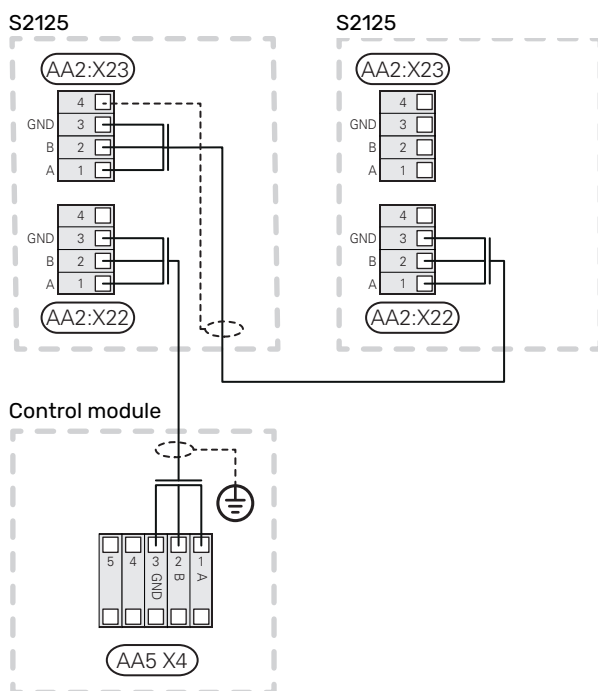 S2125
AA2:X23
4
GND 3
B 2
A 1
4
GND 3
B 2
A 1
AA2:X22
S2125
AA2:X23
4
GND 3
B 2
A 1
4
GND 3
B 2
A 1
AA2:X22
Control module
5 4 3 2 1
GND B A
AA5 X4